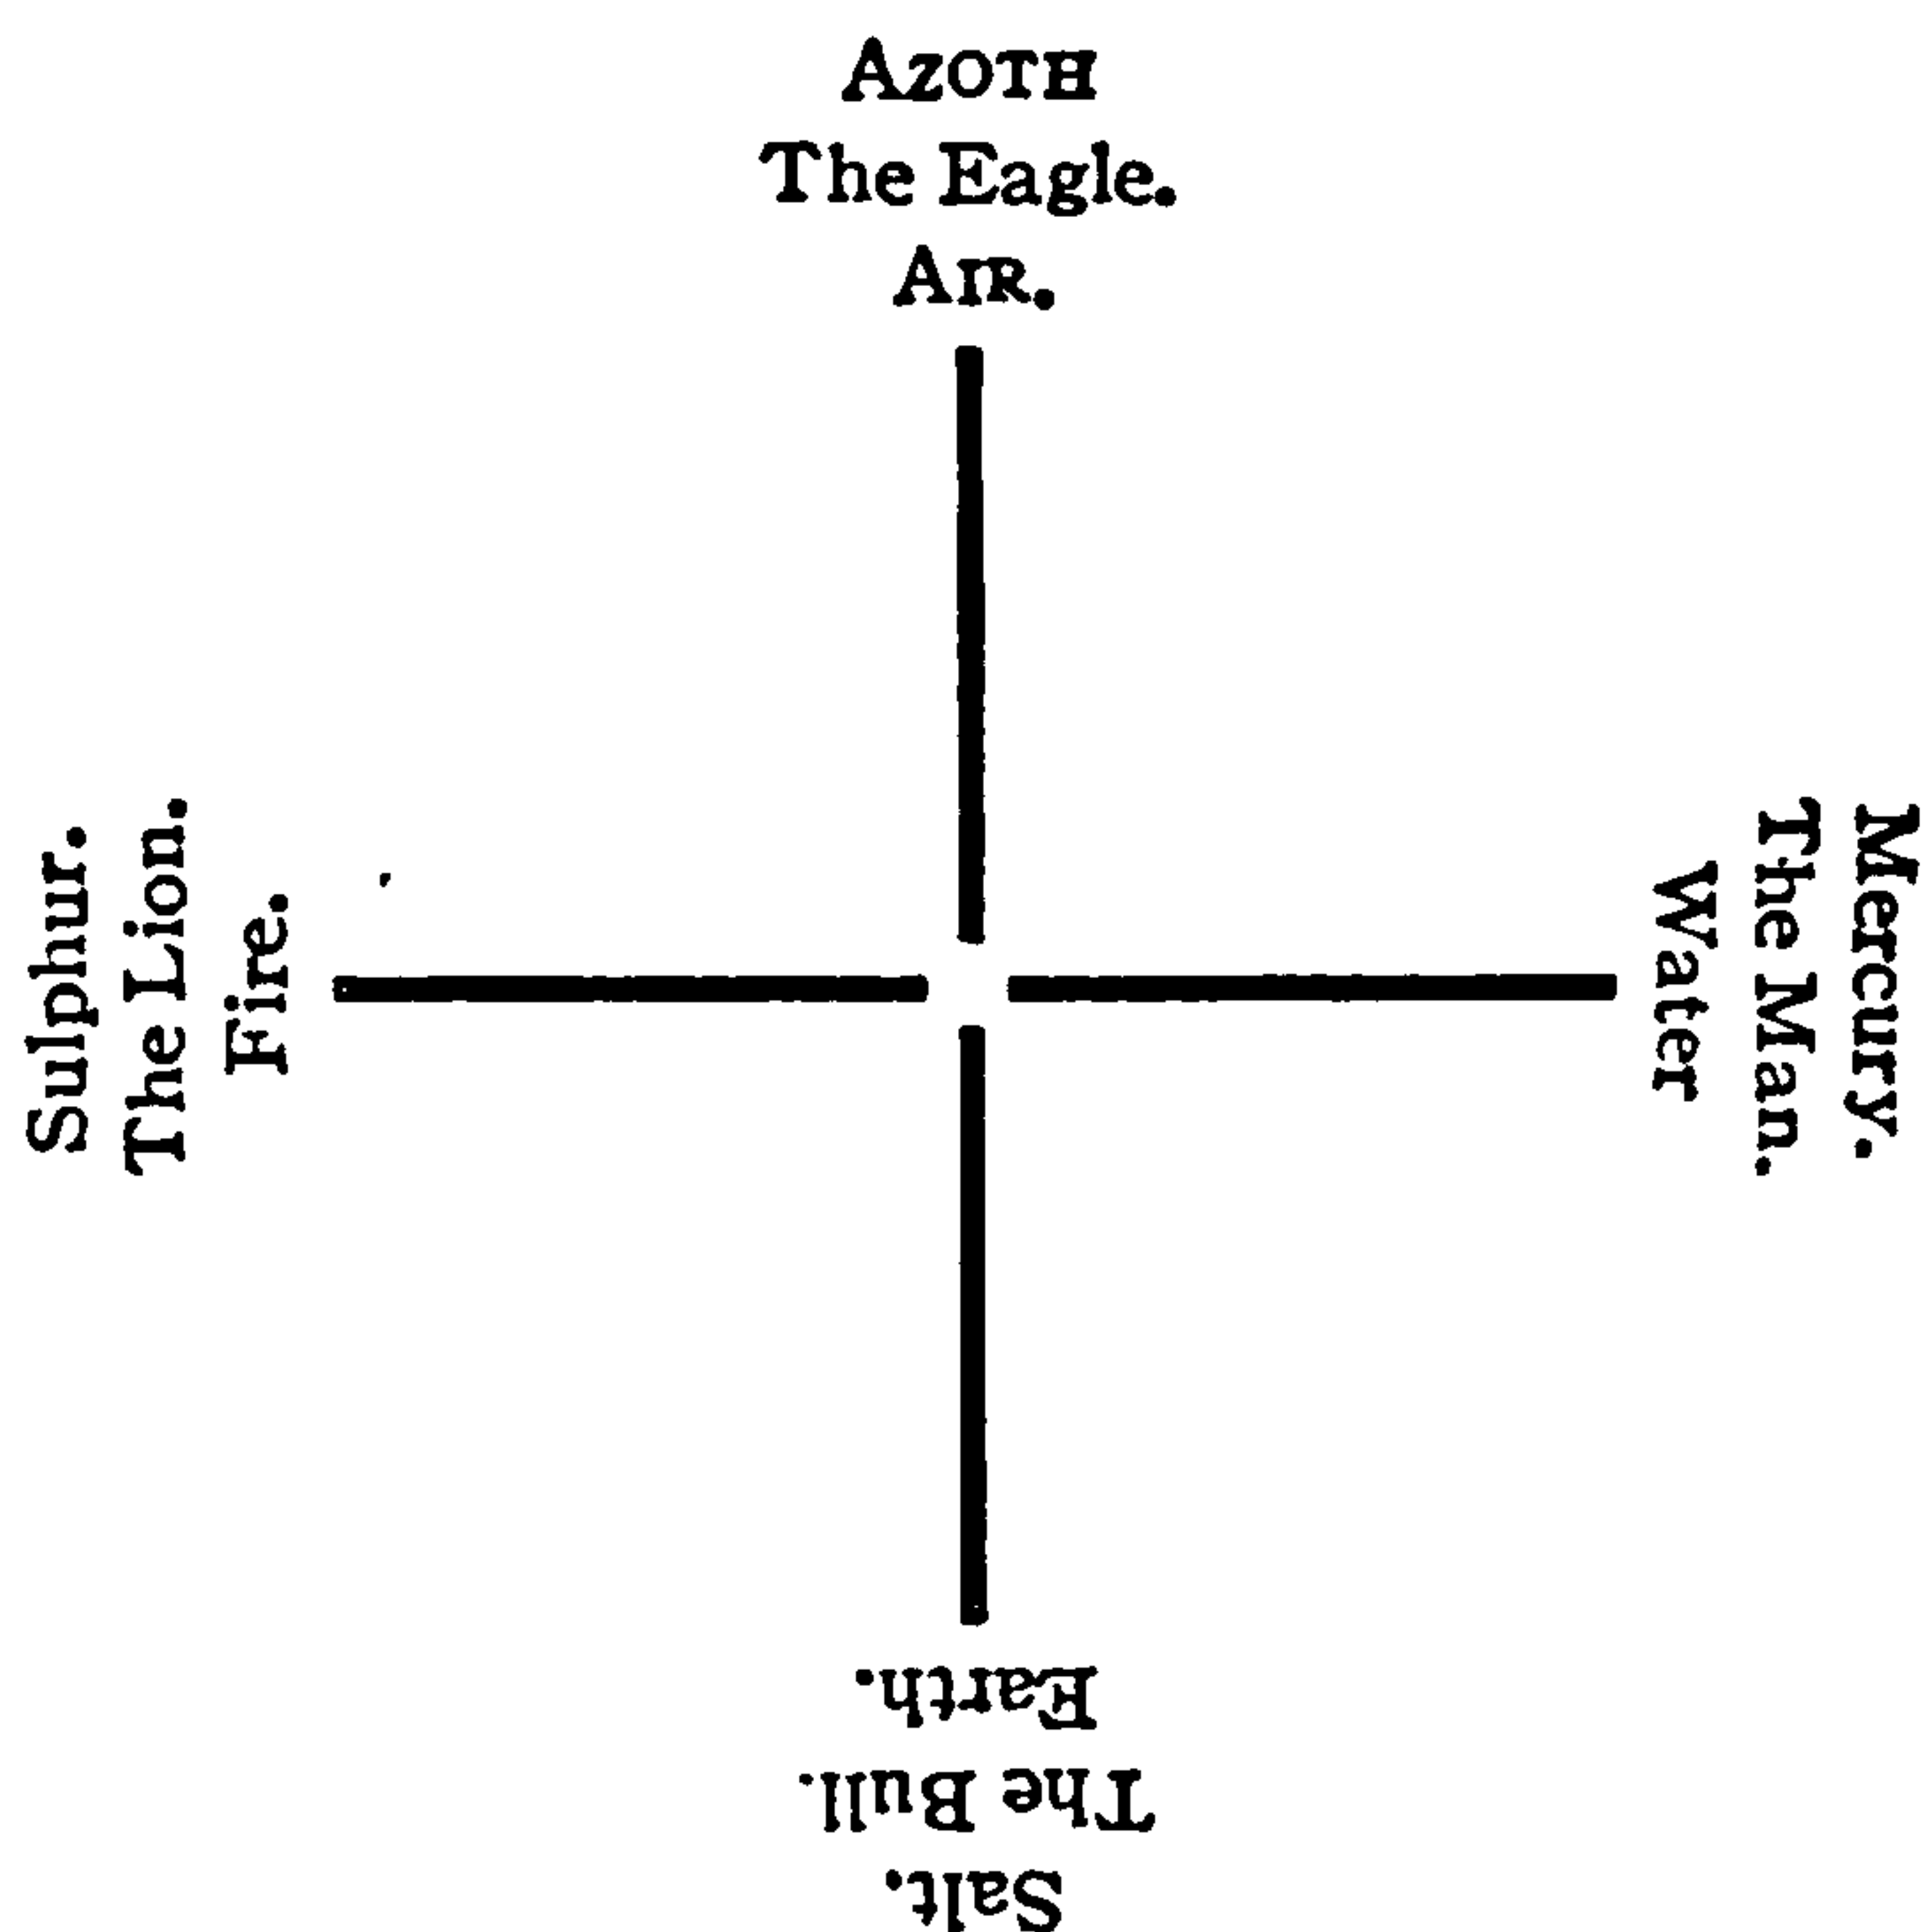 AZOTH
The Eagle.
AIR.
Sulphur.
The Lion.
Fire.
Mercury.
The Man.
Water
Earth.
The Bull.
Salt.